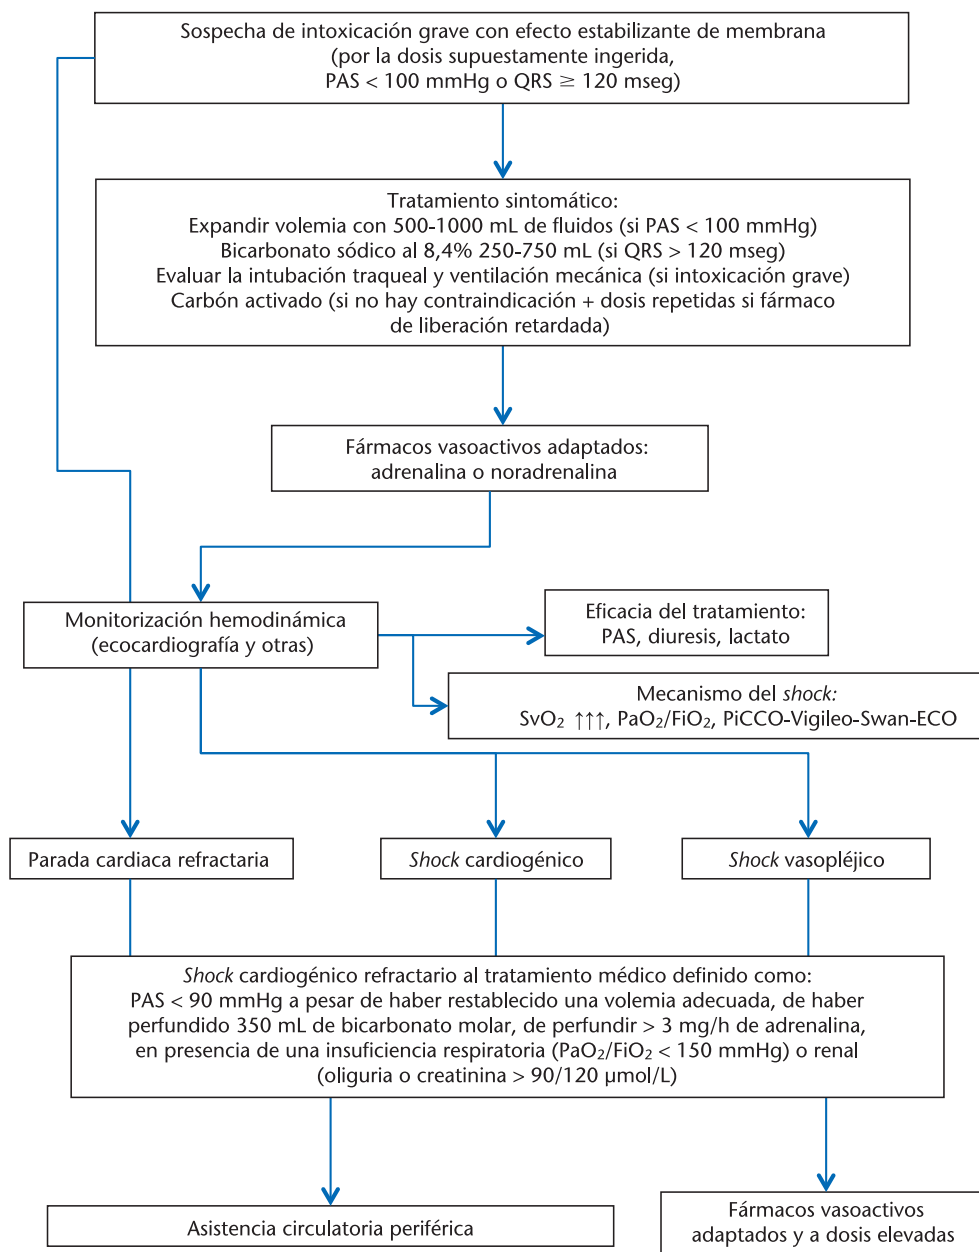 Sospecha de intoxicación grave con efecto estabilizante de membrana
(por la dosis supuestamente ingerida,
PAS < 100 mmHg o QRS ≥ 120 mseg)
Tratamiento sintomático:
Expandir volemia con 500-1000 mL de fluidos (si PAS < 100 mmHg)
Bicarbonato sódico al 8,4% 250-750 mL (si QRS > 120 mseg)
Evaluar la intubación traqueal y ventilación mecánica (si intoxicación grave)
Carbón activado (si no hay contraindicación + dosis repetidas si fármaco
de liberación retardada)
Fármacos vasoactivos adaptados:
adrenalina o noradrenalina
Monitorización hemodinámica
(ecocardiografía y otras)
Eficacia del tratamiento:
PAS, diuresis, lactato
Mecanismo del shock:
SvO₂ ↑↑↑, PaO₂/FiO₂, PiCCO-Vigileo-Swan-ECO
Parada cardiaca refractaria
Shock cardiogénico
Shock vasopléjico
Shock cardiogénico refractario al tratamiento médico definido como:
PAS < 90 mmHg a pesar de haber restablecido una volemia adecuada, de haber
perfundido 350 mL de bicarbonato molar, de perfundir > 3 mg/h de adrenalina,
en presencia de una insuficiencia respiratoria (PaO₂/FiO₂ < 150 mmHg) o renal
(oliguria o creatinina > 90/120 µmol/L)
Asistencia circulatoria periférica
Fármacos vasoactivos
adaptados y a dosis elevadas